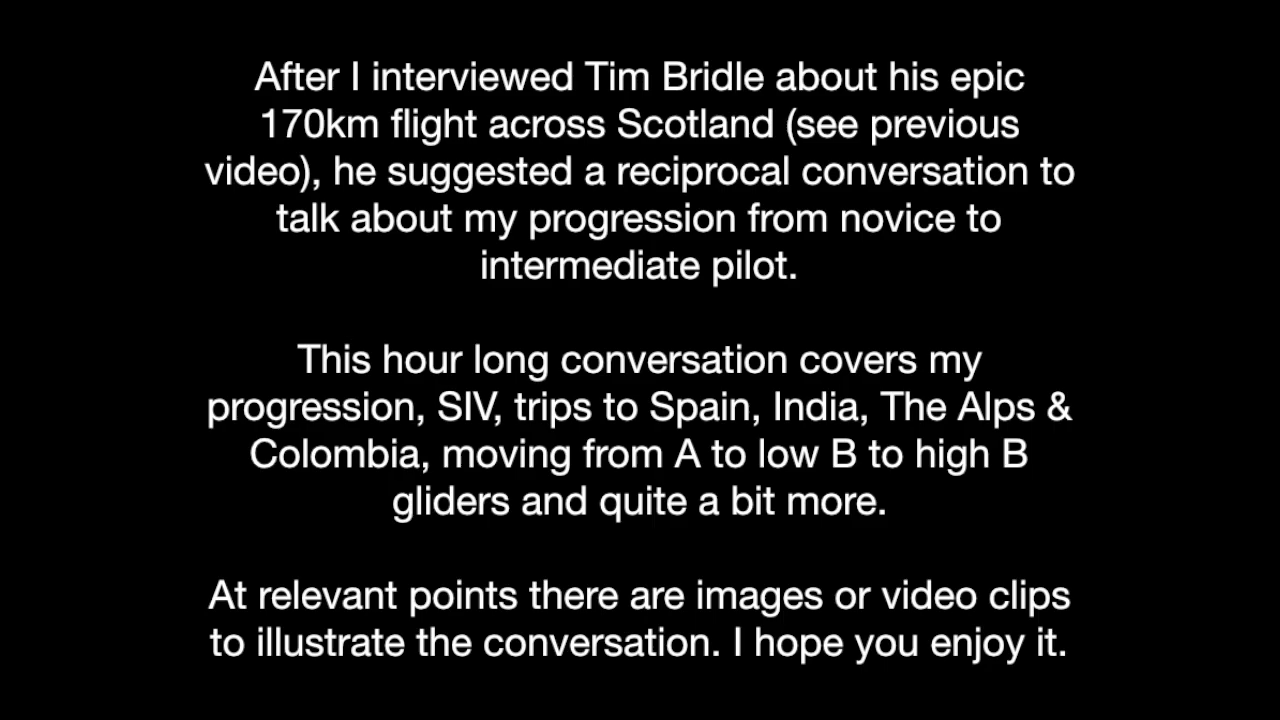 After I interviewed Tim Bridle about his epic
170km flight across Scotland (see previous
video), he suggested a reciprocal conversation to
talk about my progression from novice to
intermediate pilot.
This hour long conversation covers my
progression, SIV, trips to Spain, India, The Alps &
Colombia, moving from A to low B to high B
gliders and quite a bit more.
At relevant points there are images or video clips
to illustrate the conversation. I hope you enjoy it.